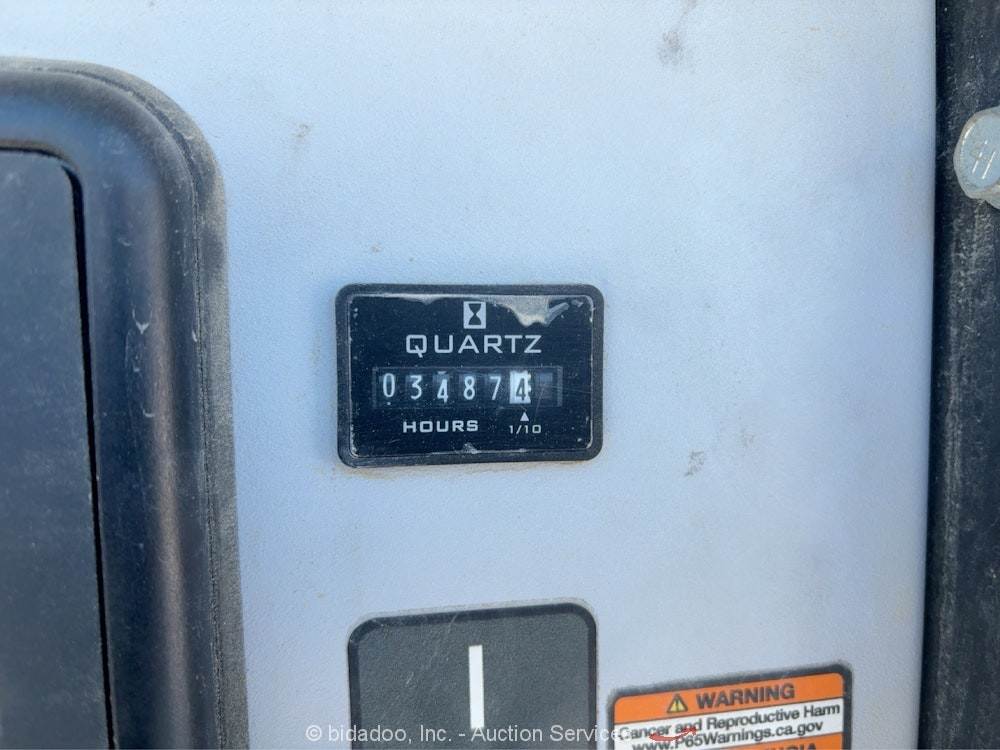 QUARTZ
034874
HOURS 1/10
WARNING
Cancer and Reproductive Harm
www.P65Warnings.ca.gov
© bidadoo, Inc. - Auction Services